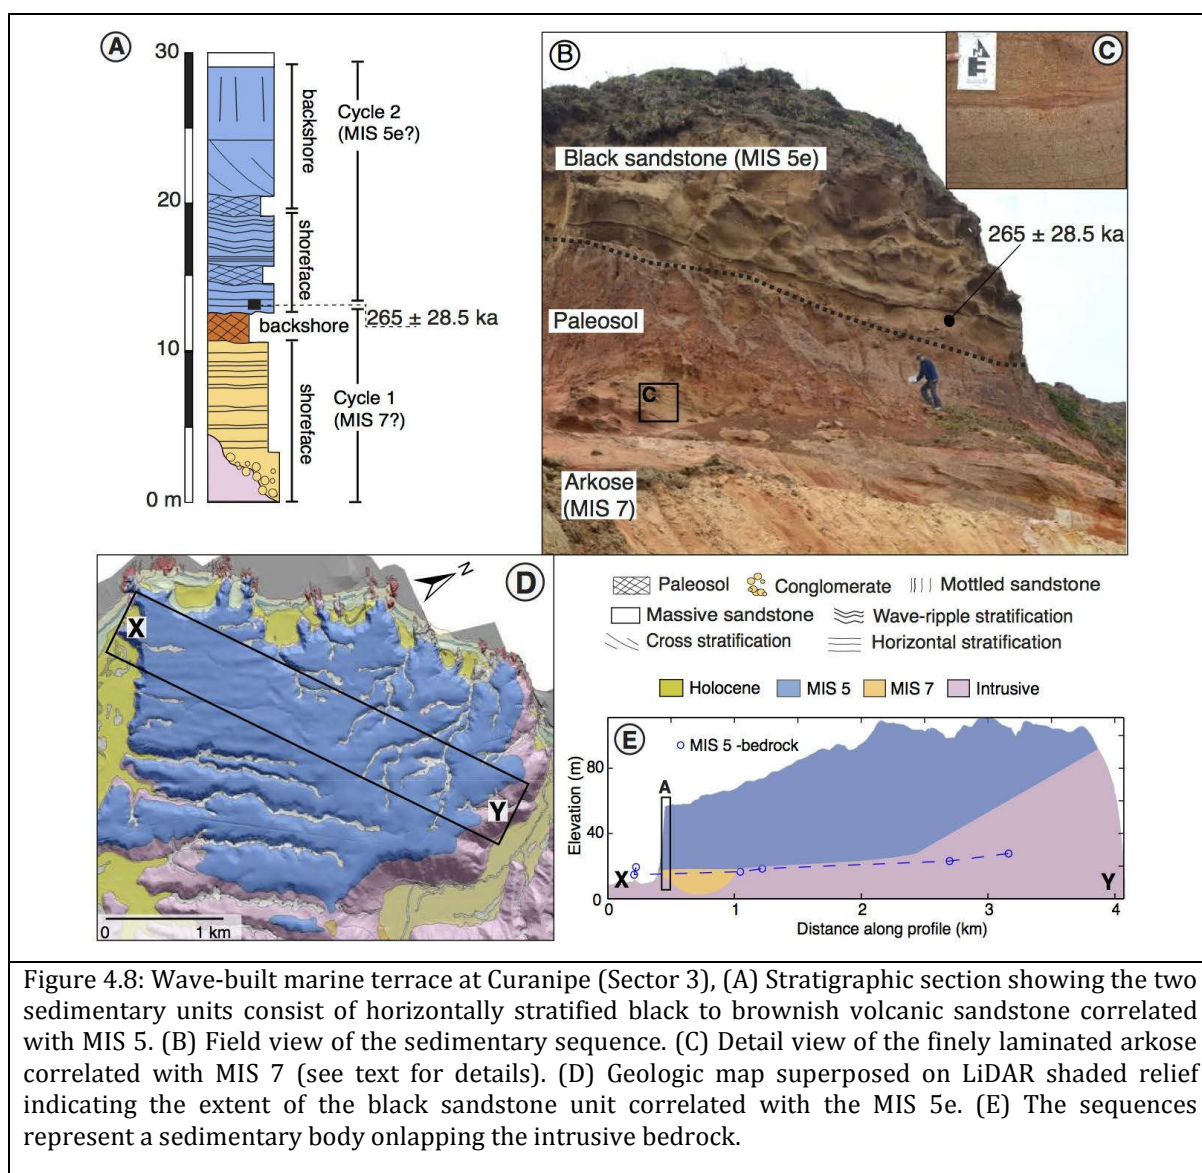 A
30
20
10
0 m
backshore
shoreface
backshore
shoreface
Cycle 2
(MIS 5e?)
265 ± 28.5 ka
Cycle 1
(MIS 7?)
B
C
Black sandstone (MIS 5e)
265 ± 28.5 ka
Paleosol
C
Arkose
(MIS 7)
D
N
X
Y
0 1 km
Paleosol Conglomerate Mottled sandstone
Massive sandstone Wave-ripple stratification
Cross stratification Horizontal stratification
Holocene MIS 5 MIS 7 Intrusive
E
MIS 5 -bedrock
A
Elevation (m)
80
40
0
X
Y
0 1 2 3 4
Distance along profile (km)
Figure 4.8: Wave-built marine terrace at Curanipe (Sector 3), (A) Stratigraphic section showing the two
sedimentary units consist of horizontally stratified black to brownish volcanic sandstone correlated
with MIS 5. (B) Field view of the sedimentary sequence. (C) Detail view of the finely laminated arkose
correlated with MIS 7 (see text for details). (D) Geologic map superposed on LiDAR shaded relief
indicating the extent of the black sandstone unit correlated with the MIS 5e. (E) The sequences
represent a sedimentary body onlapping the intrusive bedrock.